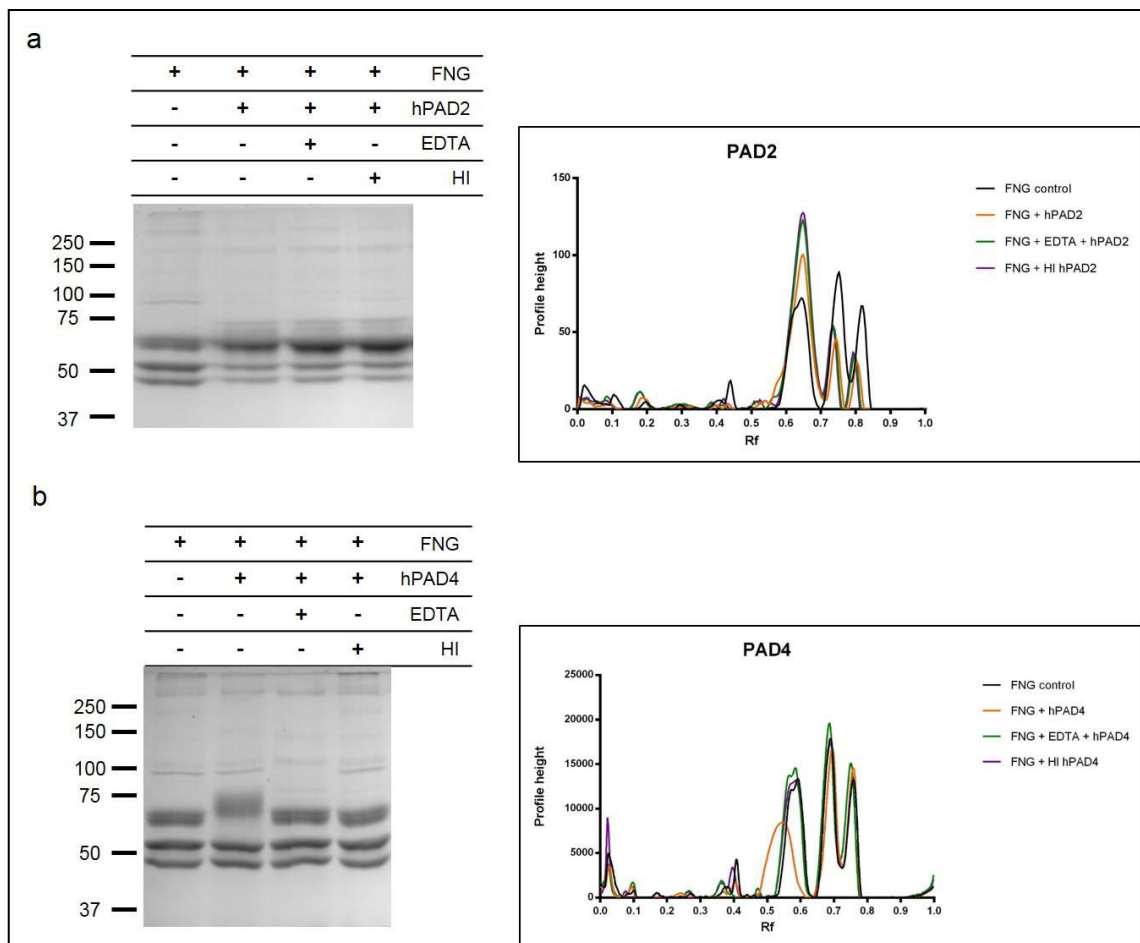 a
+ + + + FNG
- + + + hPAD2
- - + - EDTA
- - - + HI
250
150
100
75
50
37
PAD2
150
100
50
0
Profile height
0.0 0.1 0.2 0.3 0.4 0.5 0.6 0.7 0.8 0.9 1.0
Rf
FNG control
FNG + hPAD2
FNG + EDTA + hPAD2
FNG + HI hPAD2
b
+ + + + FNG
- + + + hPAD4
- - + - EDTA
- - - + HI
250
150
100
75
50
37
PAD4
25000
20000
15000
10000
5000
0
Profile height
0.0 0.1 0.2 0.3 0.4 0.5 0.6 0.7 0.8 0.9 1.0
Rf
FNG control
FNG + hPAD4
FNG + EDTA + hPAD4
FNG + HI hPAD4